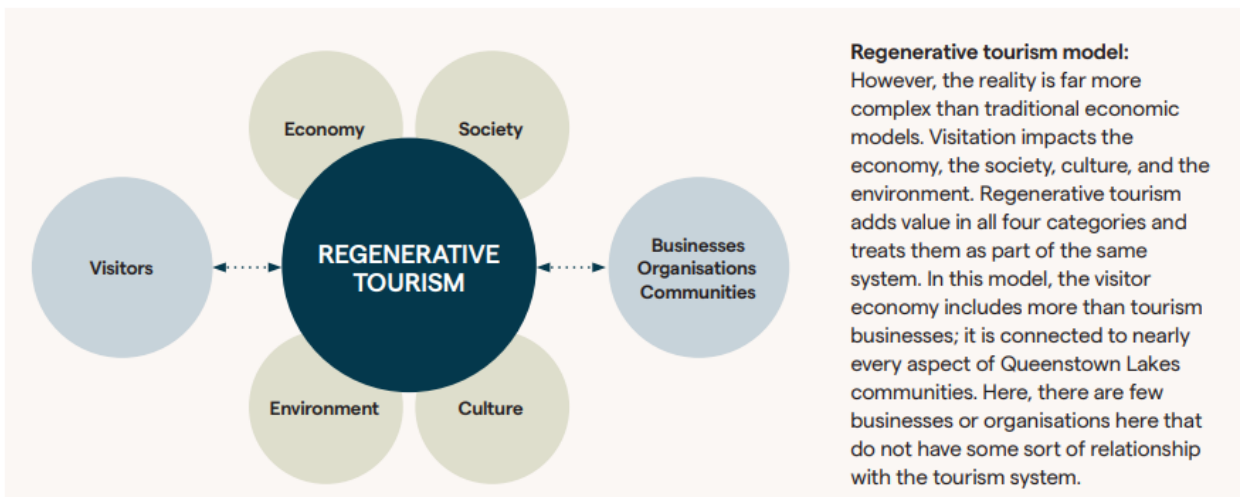 Economy
Society
Visitors
REGENERATIVE
TOURISM
Businesses
Organisations
Communities
Environment
Culture
Regenerative tourism model:
However, the reality is far more
complex than traditional economic
models. Visitation impacts the
economy, the society, culture, and the
environment. Regenerative tourism
adds value in all four categories and
treats them as part of the same
system. In this model, the visitor
economy includes more than tourism
businesses; it is connected to nearly
every aspect of Queenstown Lakes
communities. Here, there are few
businesses or organisations here that
do not have some sort of relationship
with the tourism system.